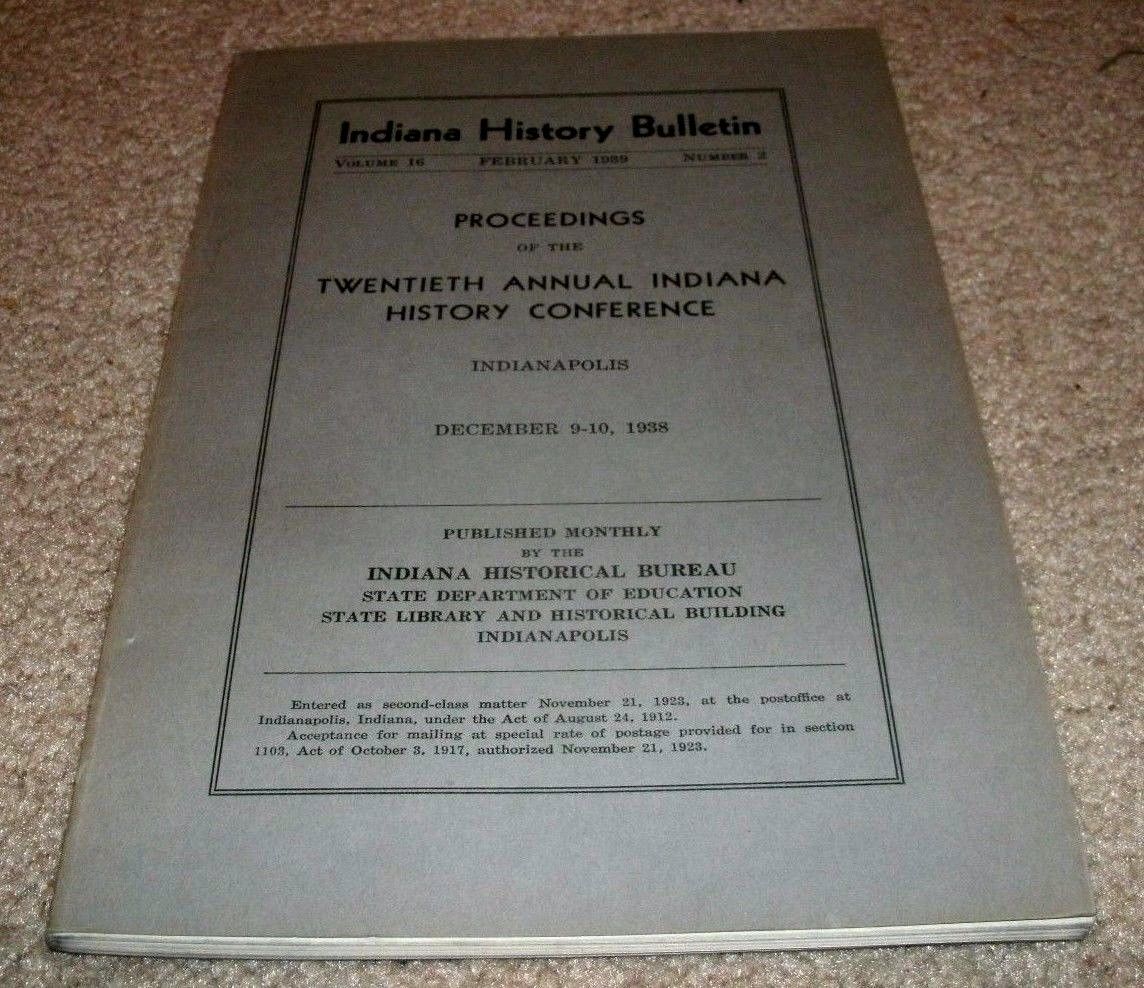 Indiana History Bulletin
VOLUME 16 FEBRUARY 1939 NUMBER 2
PROCEEDINGS
OF THE
TWENTIETH ANNUAL INDIANA
HISTORY CONFERENCE
INDIANAPOLIS
DECEMBER 9-10, 1938
PUBLISHED MONTHLY
BY THE
INDIANA HISTORICAL BUREAU
STATE DEPARTMENT OF EDUCATION
STATE LIBRARY AND HISTORICAL BUILDING
INDIANAPOLIS
Entered as second-class matter November 21, 1923, at the postoffice at
Indianapolis, Indiana, under the Act of August 24, 1912.
Acceptance for mailing at special rate of postage provided for in section
1103, Act of October 3, 1917, authorized November 21, 1923.